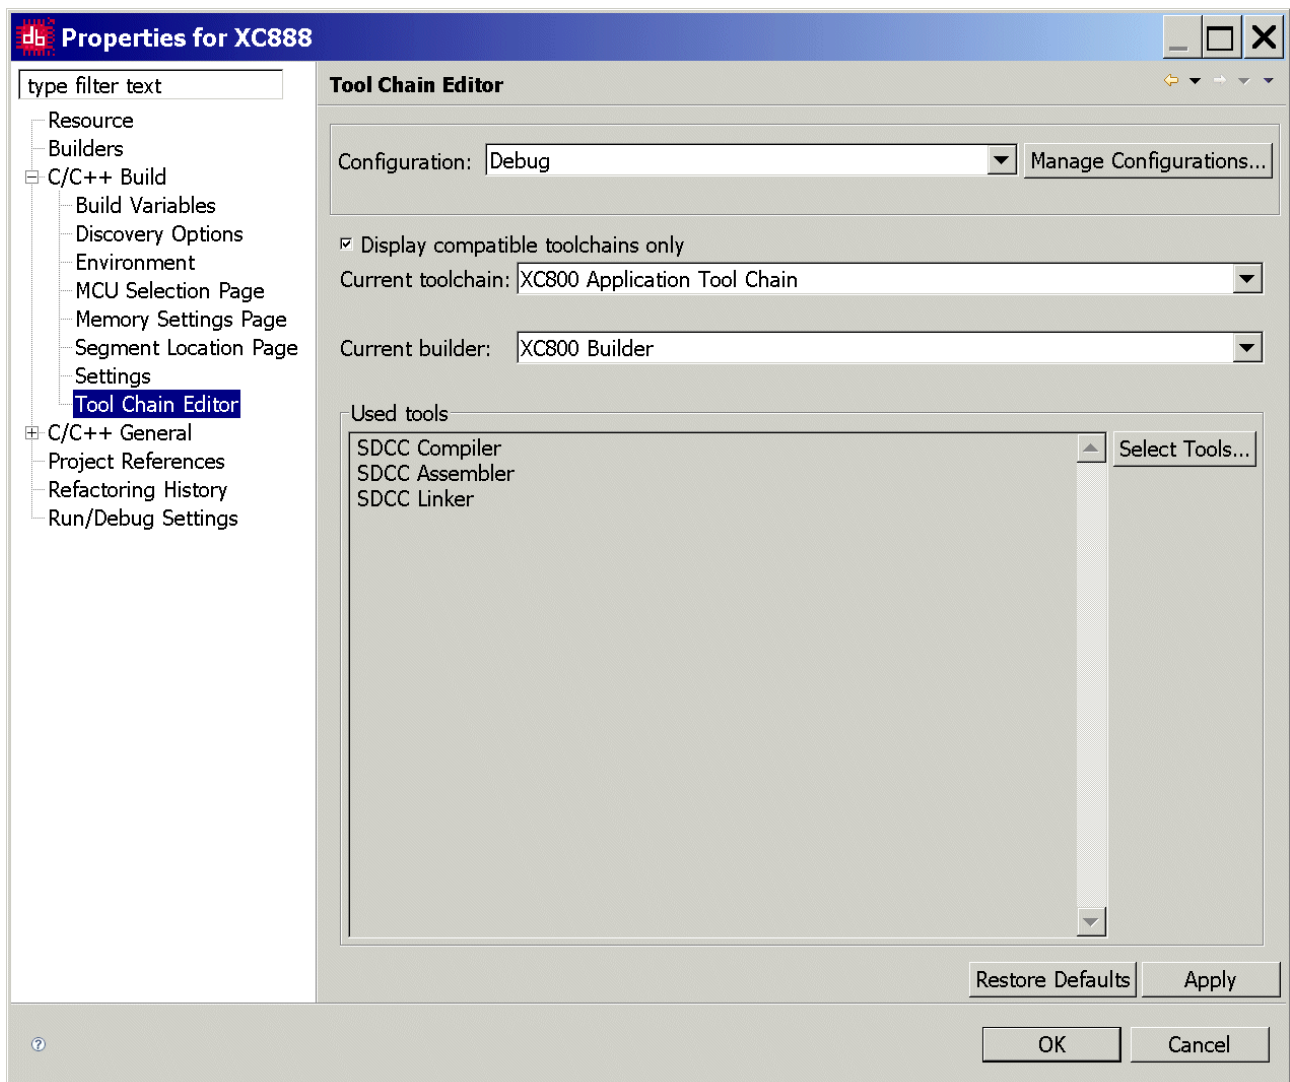 Properties for XC888
type filter text
Resource
Builders
C/C++ Build
Build Variables
Discovery Options
Environment
MCU Selection Page
Memory Settings Page
Segment Location Page
Settings
Tool Chain Editor
C/C++ General
Project References
Refactoring History
Run/Debug Settings
Tool Chain Editor
Configuration: Debug Manage Configurations...
Display compatible toolchains only
Current toolchain: XC800 Application Tool Chain
Current builder: XC800 Builder
Used tools
SDCC Compiler
SDCC Assembler
SDCC Linker
Select Tools...
Restore Defaults Apply
OK Cancel